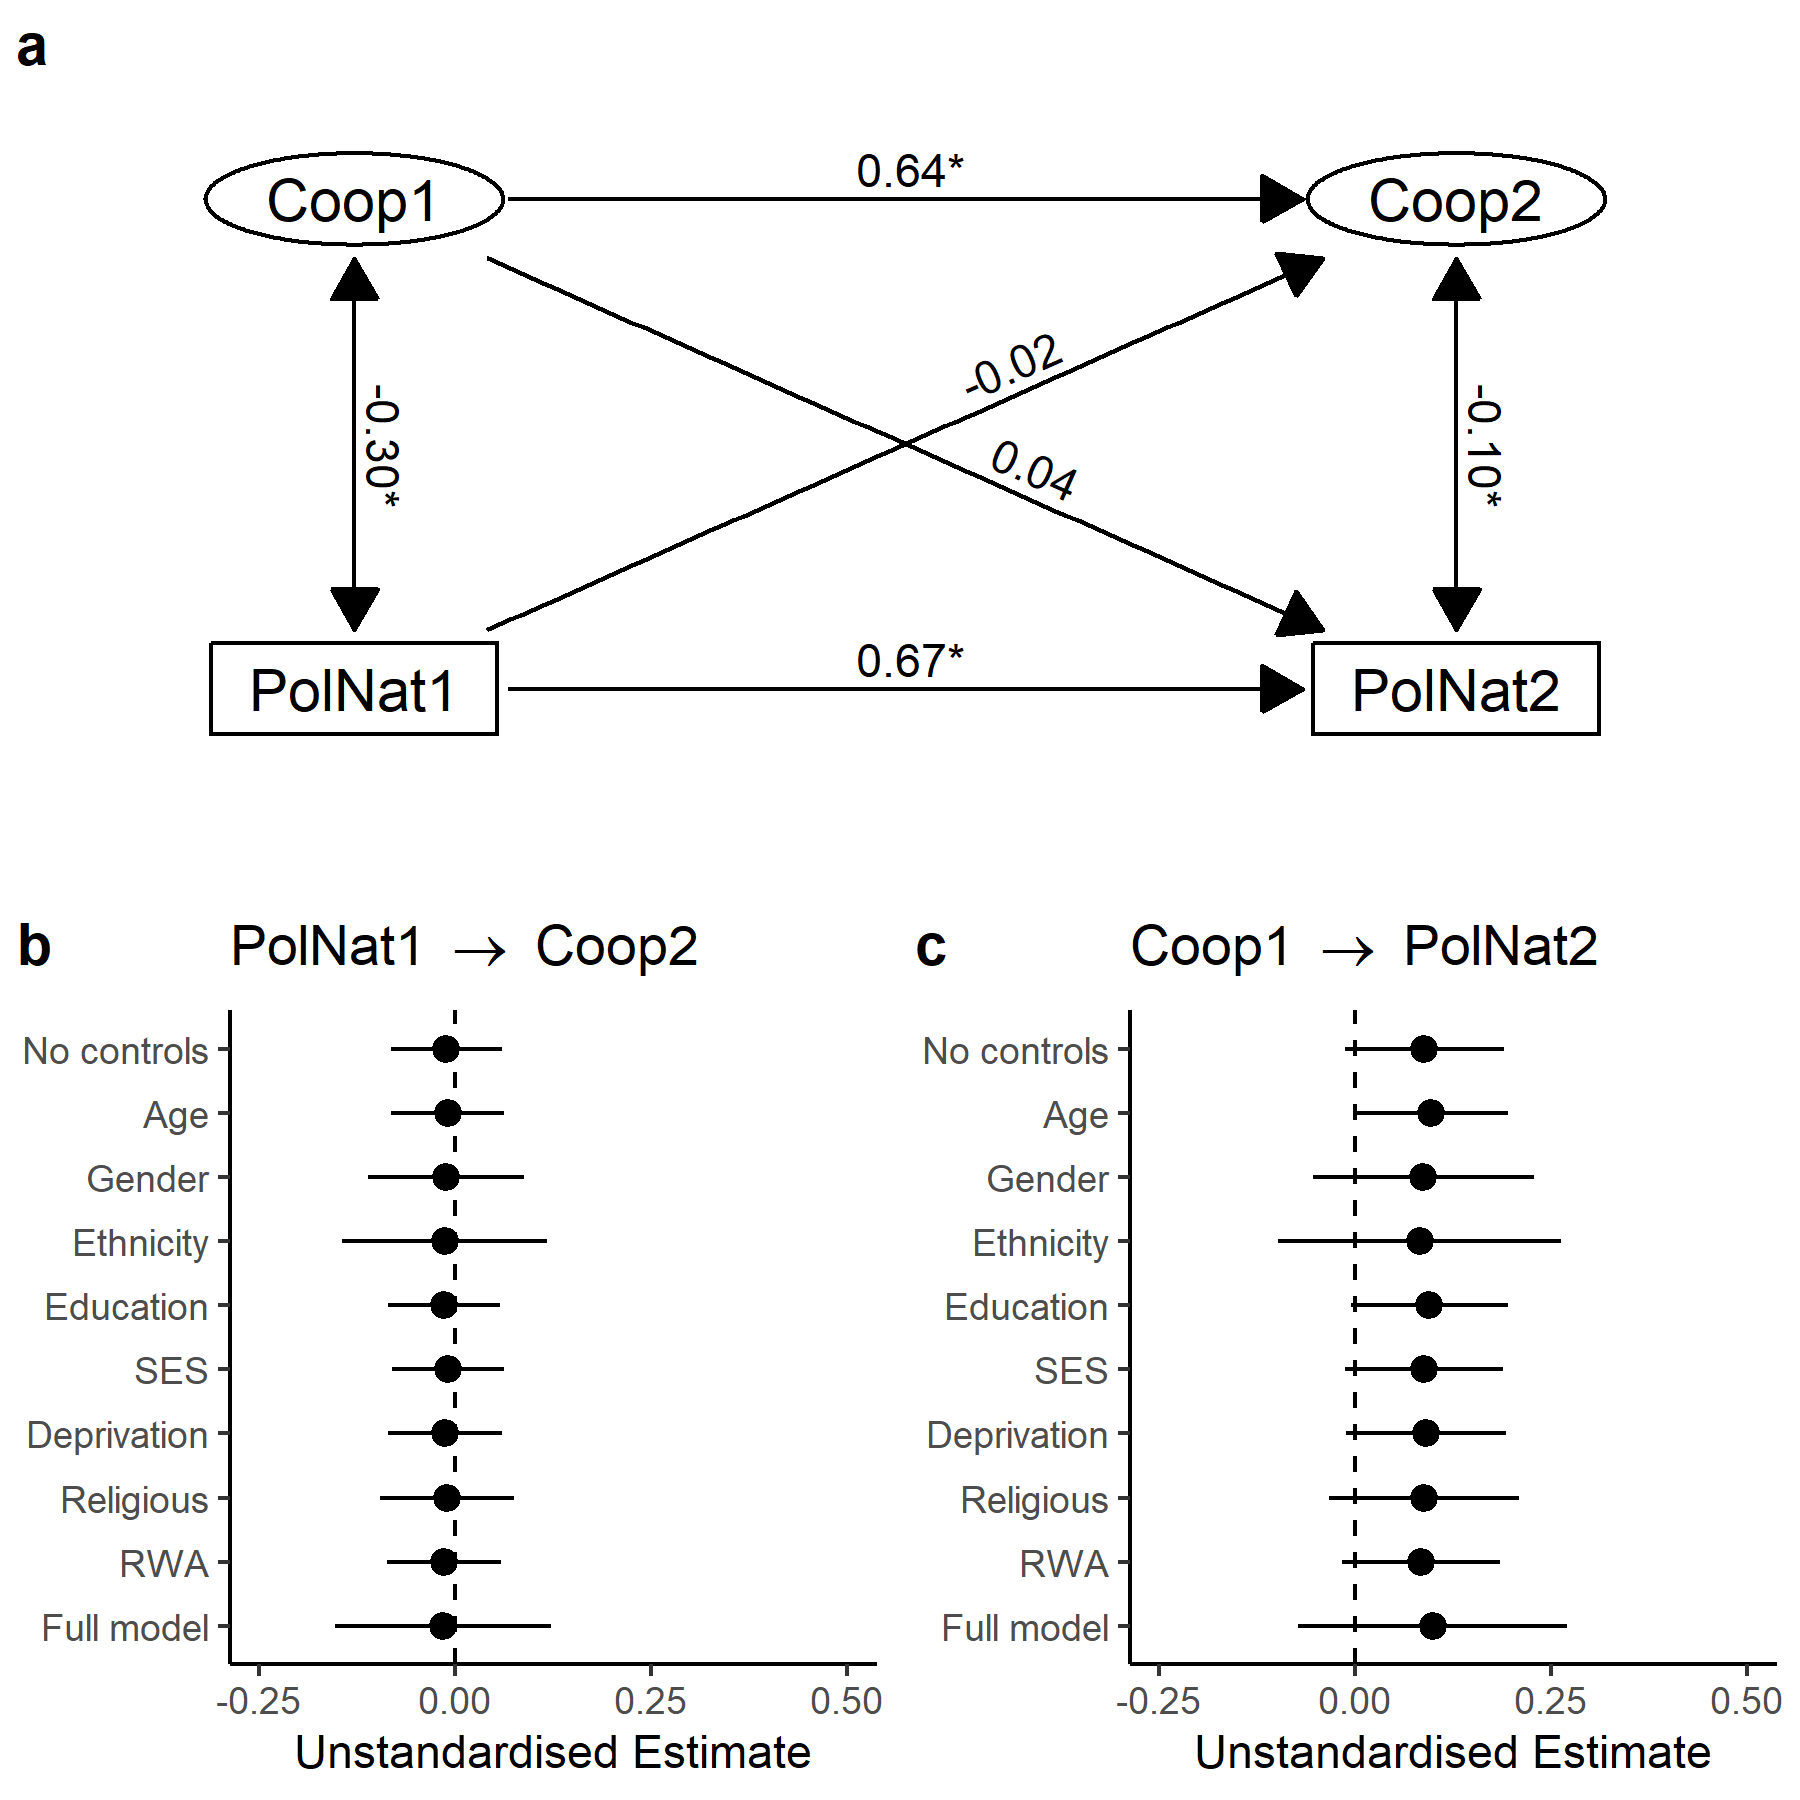 a
Coop1
0.64*
Coop2
-0.30*
-0.02
0.04
-0.10*
PolNat1
0.67*
PolNat2
b
PolNat1 → Coop2
No controls
Age
Gender
Ethnicity
Education
SES
Deprivation
Religious
RWA
Full model
-0.25 0.00 0.25 0.50
Unstandardised Estimate
c
Coop1 → PolNat2
No controls
Age
Gender
Ethnicity
Education
SES
Deprivation
Religious
RWA
Full model
-0.25 0.00 0.25 0.50
Unstandardised Estimate